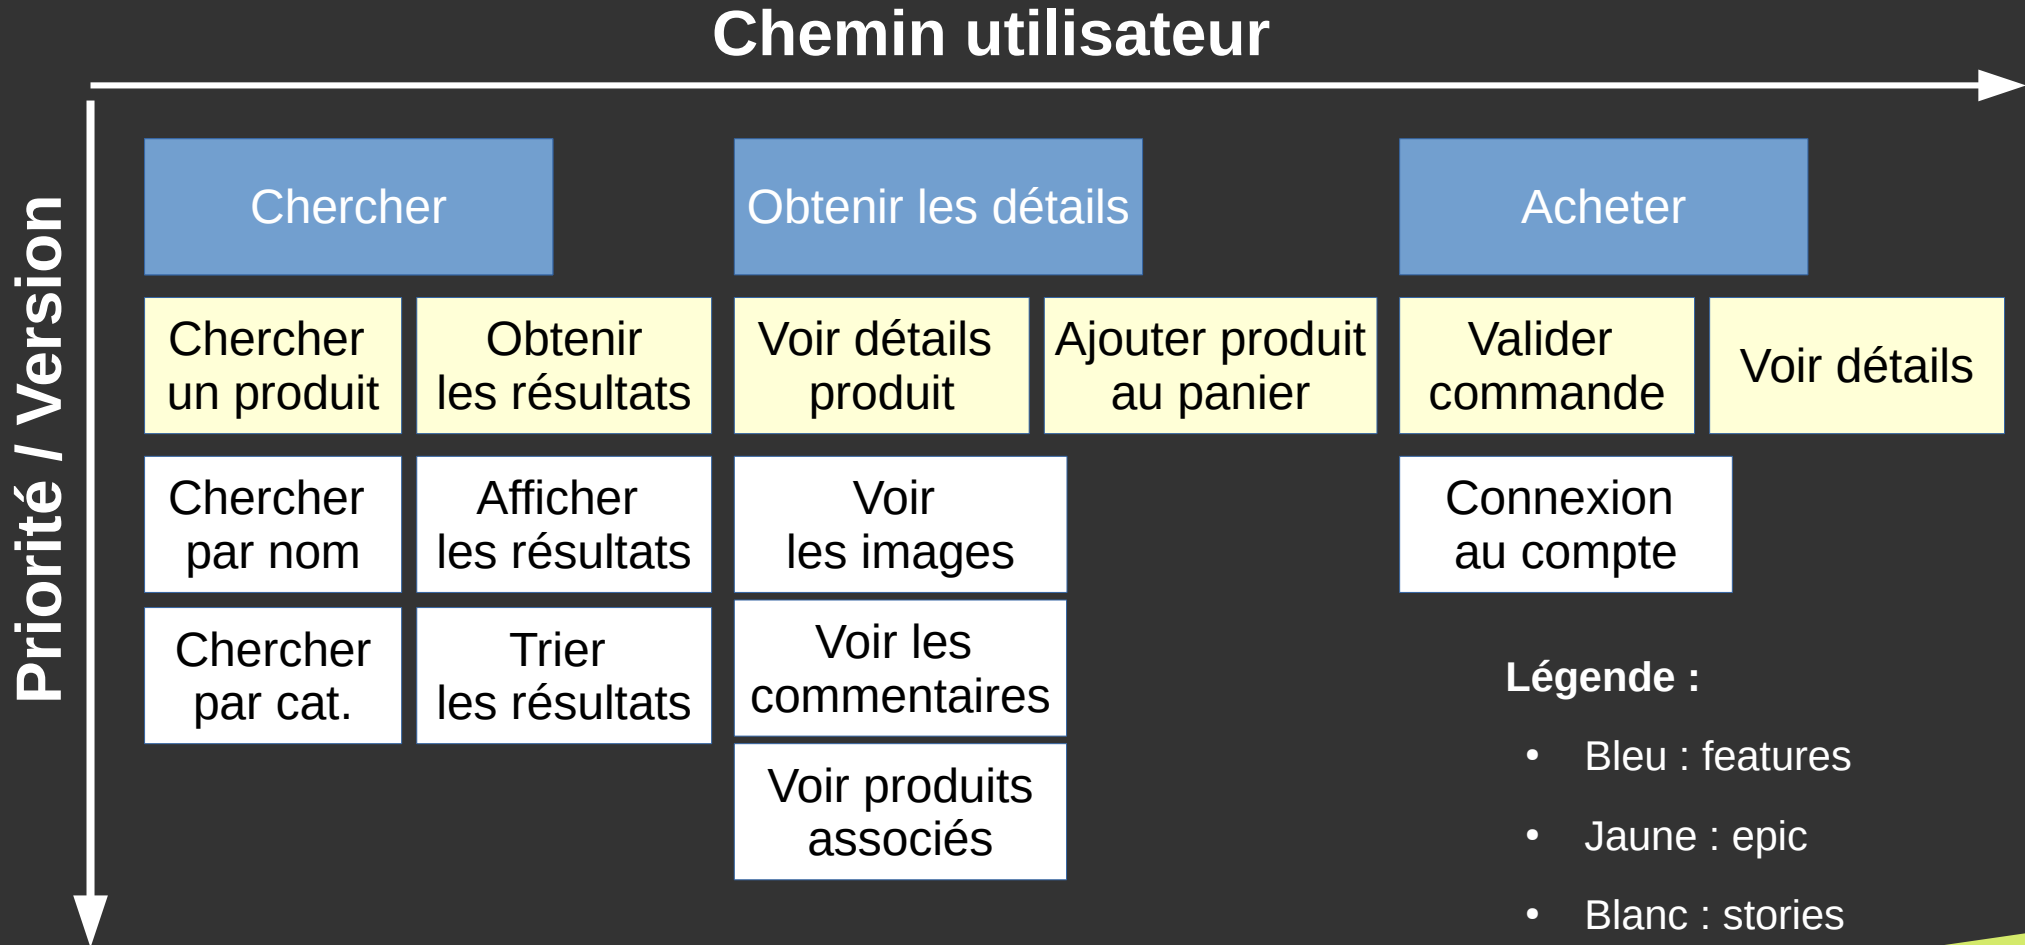 Chemin utilisateur
Priorité / Version
Chercher
Obtenir les détails
Acheter
Chercher
un produit
Obtenir
les résultats
Voir détails
produit
Ajouter produit
au panier
Valider
commande
Voir détails
Chercher
par nom
Afficher
les résultats
Voir
les images
Connexion
au compte
Chercher
par cat.
Trier
les résultats
Voir les
commentaires
Voir produits
associés
Légende :
• Bleu : features
• Jaune : epic
• Blanc : stories